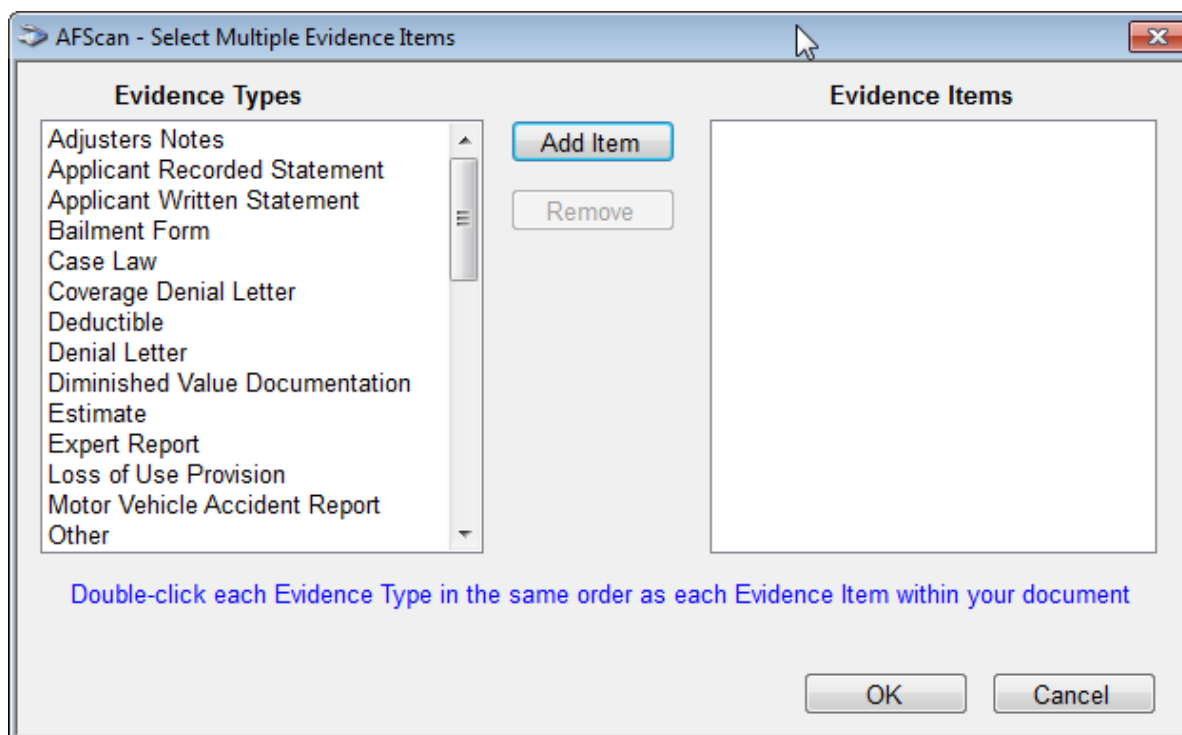 AFScan - Select Multiple Evidence Items
Evidence Types
Evidence Items
Adjusters Notes
Applicant Recorded Statement
Applicant Written Statement
Bailment Form
Case Law
Coverage Denial Letter
Deductible
Denial Letter
Diminished Value Documentation
Estimate
Expert Report
Loss of Use Provision
Motor Vehicle Accident Report
Other
Add Item
Remove
Double-click each Evidence Type in the same order as each Evidence Item within your document
OK
Cancel